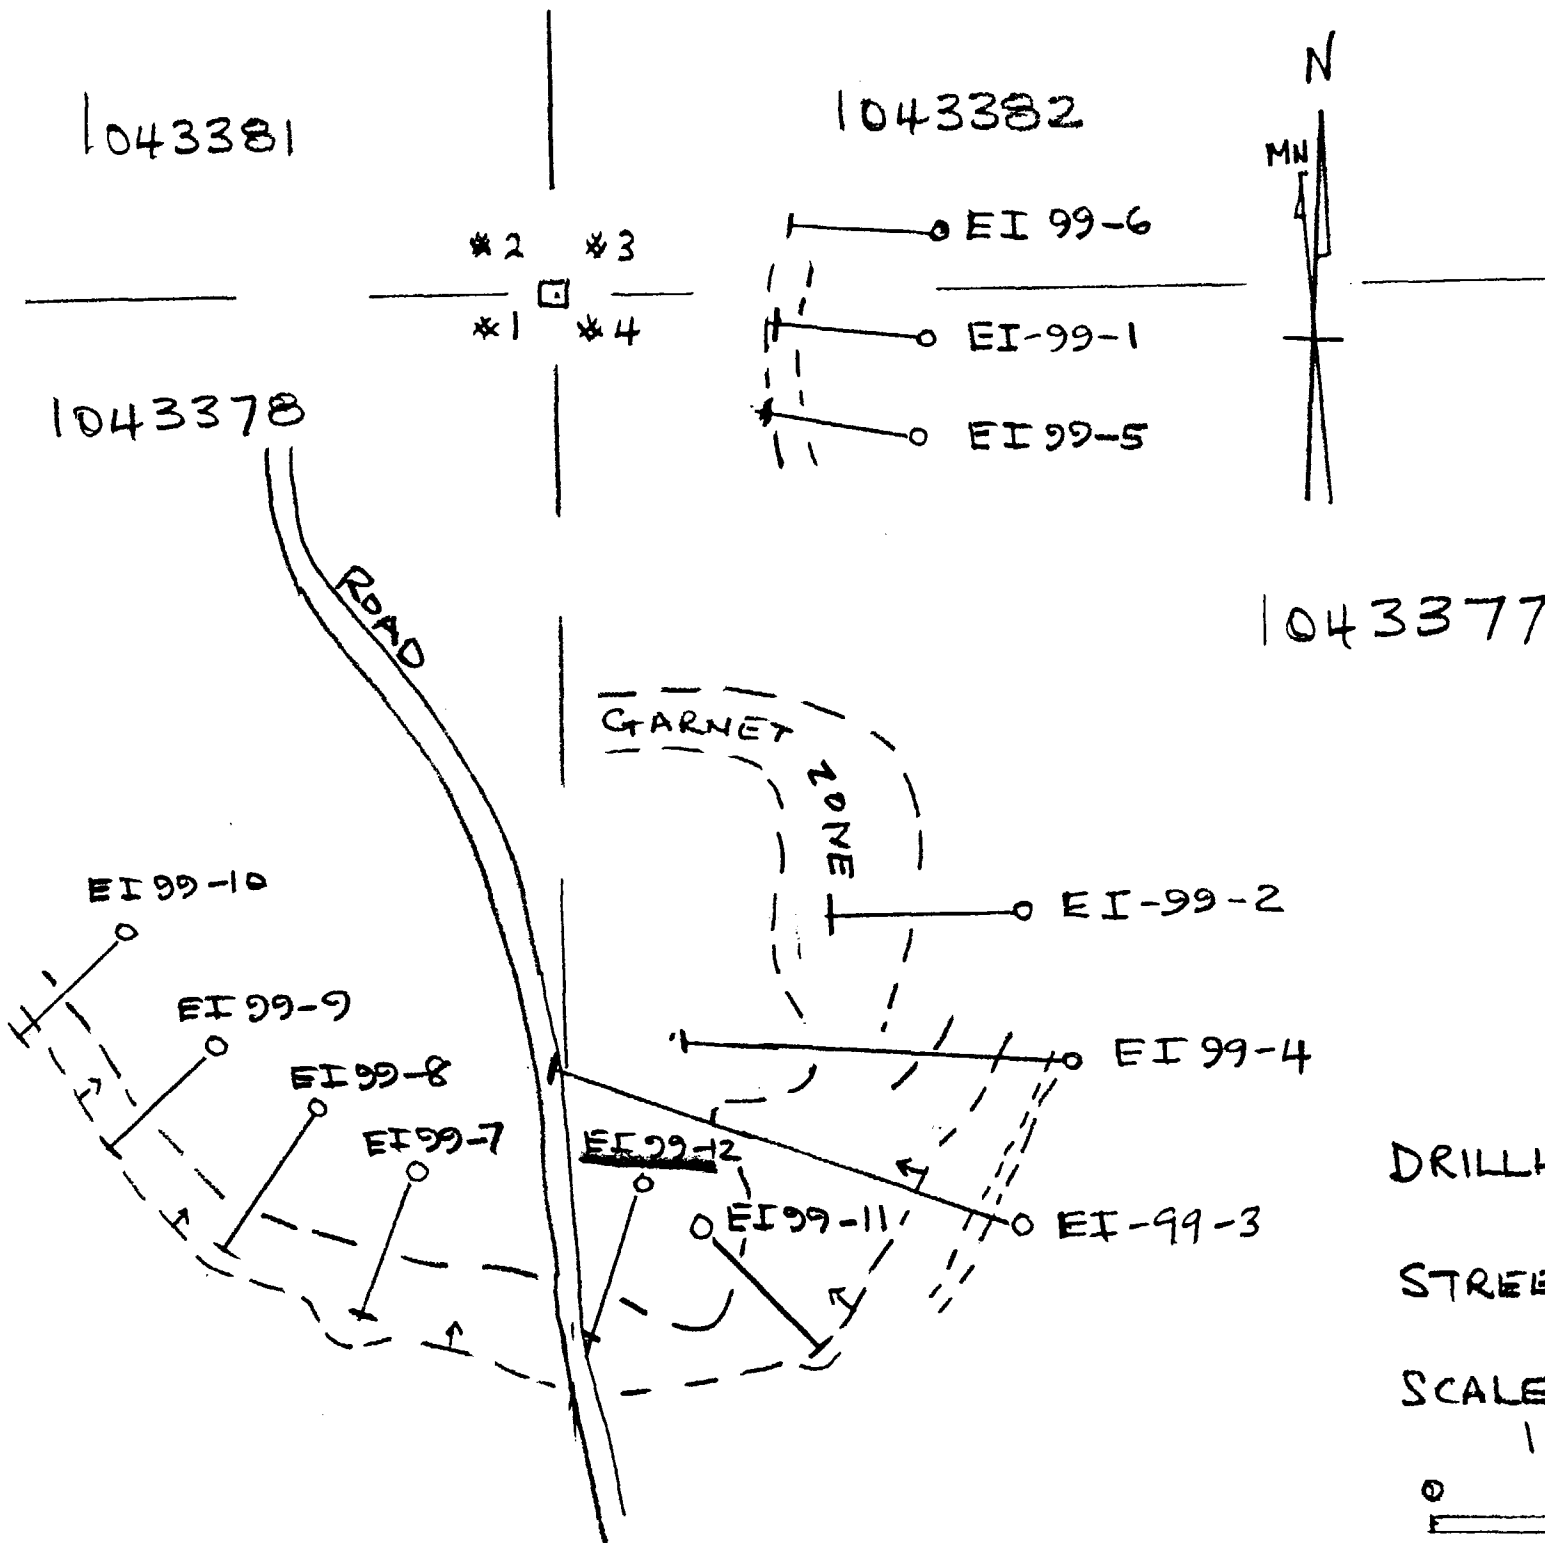 N
1043381
1043382
MN
EI 99-6
*2 *3
*1 *4
EI-99-1
1043378
EI 99-5
ROAD
1043377
GARNET
ZONE
EI 99-10
EI-99-2
EI 99-9
EI 99-8
EI 99-4
EI 99-7
EI 99-12
DRILLH
EI 99-11
EI-99-3
STREE
SCALE
1
0